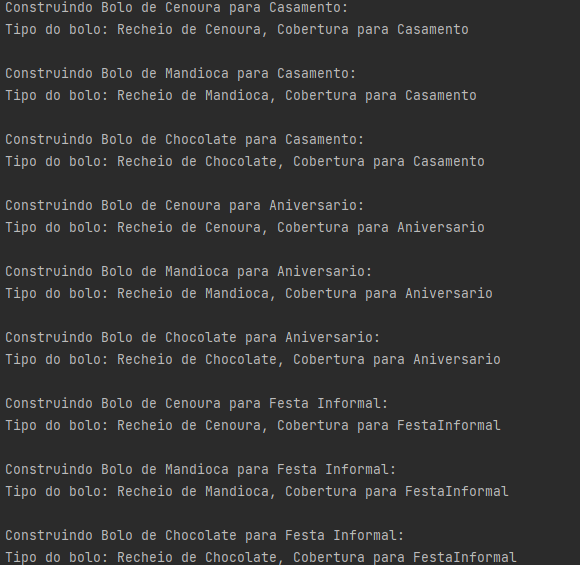 Construindo Bolo de Cenoura para Casamento:
Tipo do bolo: Recheio de Cenoura, Cobertura para Casamento
Construindo Bolo de Mandioca para Casamento:
Tipo do bolo: Recheio de Mandioca, Cobertura para Casamento
Construindo Bolo de Chocolate para Casamento:
Tipo do bolo: Recheio de Chocolate, Cobertura para Casamento
Construindo Bolo de Cenoura para Aniversario:
Tipo do bolo: Recheio de Cenoura, Cobertura para Aniversario
Construindo Bolo de Mandioca para Aniversario:
Tipo do bolo: Recheio de Mandioca, Cobertura para Aniversario
Construindo Bolo de Chocolate para Aniversario:
Tipo do bolo: Recheio de Chocolate, Cobertura para Aniversario
Construindo Bolo de Cenoura para Festa Informal:
Tipo do bolo: Recheio de Cenoura, Cobertura para FestaInformal
Construindo Bolo de Mandioca para Festa Informal:
Tipo do bolo: Recheio de Mandioca, Cobertura para FestaInformal
Construindo Bolo de Chocolate para Festa Informal:
Tipo do bolo: Recheio de Chocolate, Cobertura para FestaInformal